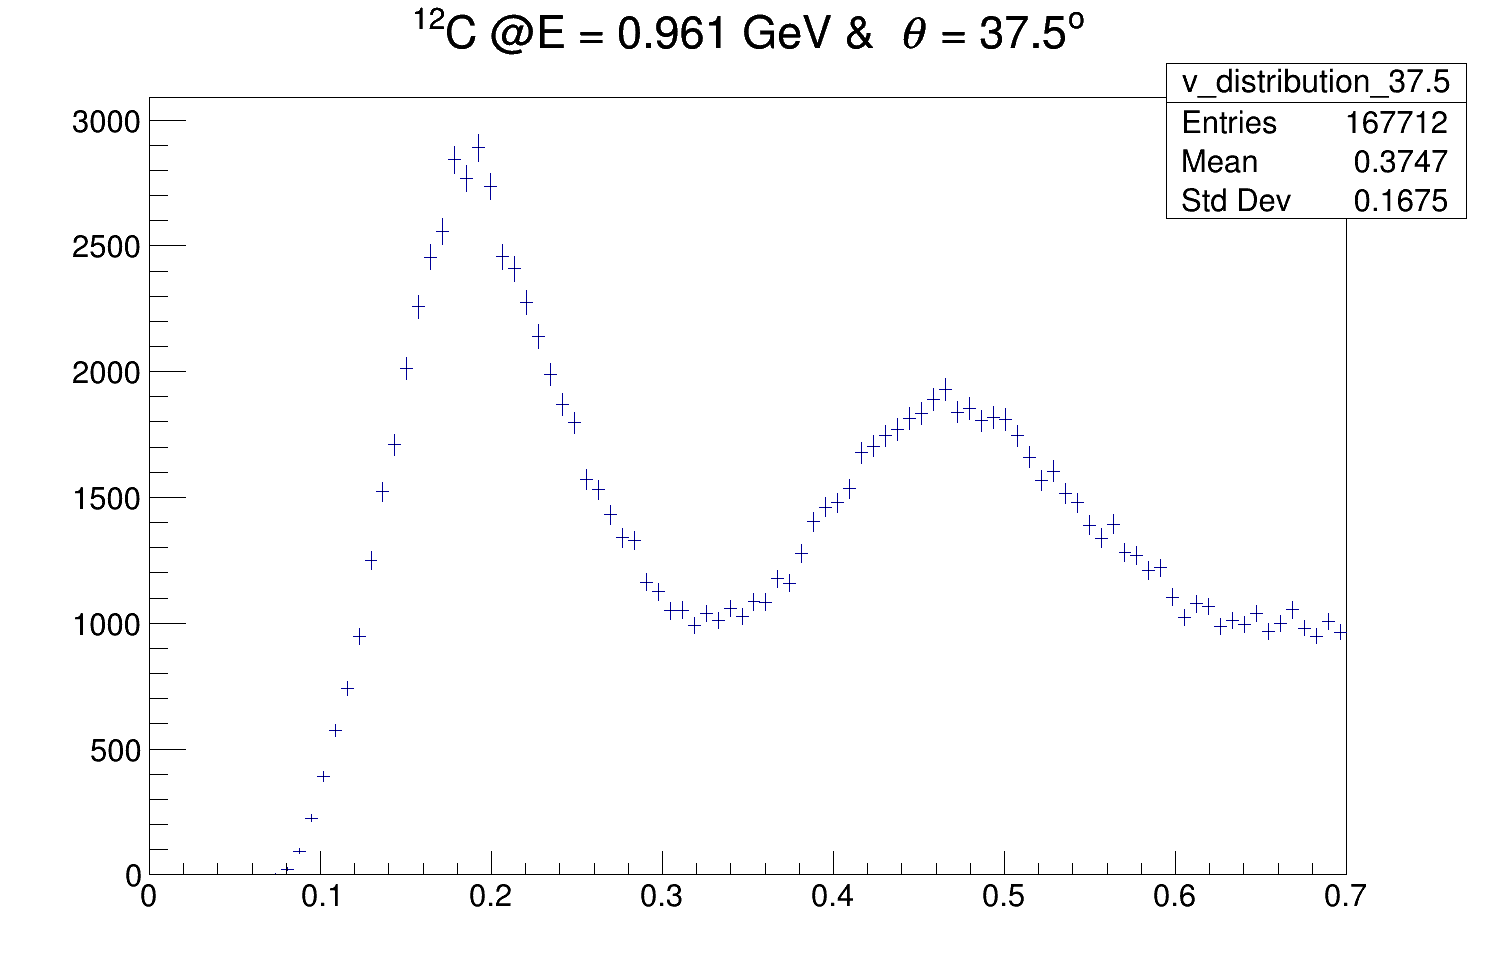 ¹²C @E = 0.961 GeV & θ = 37.5º
v_distribution_37.5
Entries 167712
Mean 0.3747
Std Dev 0.1675
3000
2500
2000
1500
1000
500
0
0 0.1 0.2 0.3 0.4 0.5 0.6 0.7